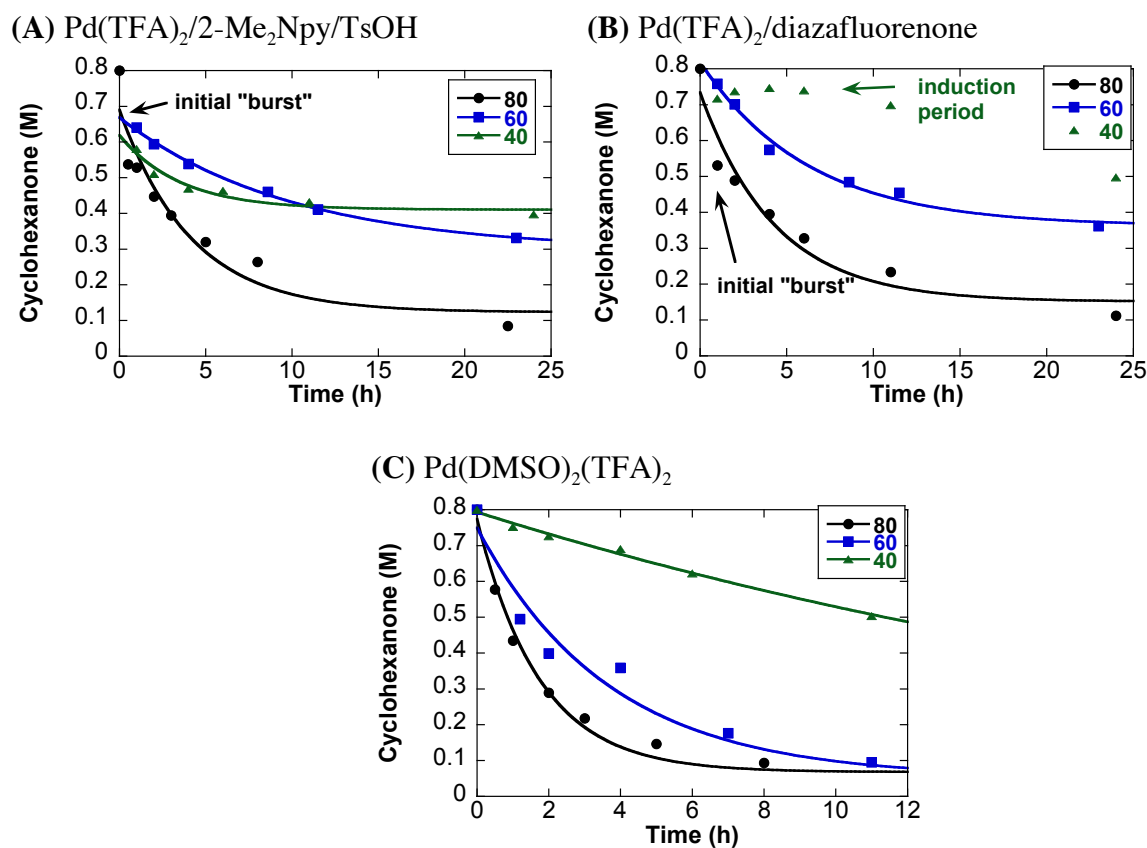 (A) Pd(TFA)₂/2-Me₂Npy/TsOH
0.8
0.7
0.6
0.5
0.4
0.3
0.2
0.1
0
Cyclohexanone (M)
initial "burst"
80
60
40
0 5 10 15 20 25
Time (h)
(B) Pd(TFA)₂/diazafluorenone
0.8
0.7
0.6
0.5
0.4
0.3
0.2
0.1
0
Cyclohexanone (M)
induction
period
80
60
40
initial "burst"
0 5 10 15 20 25
Time (h)
(C) Pd(DMSO)₂(TFA)₂
0.8
0.7
0.6
0.5
0.4
0.3
0.2
0.1
0
Cyclohexanone (M)
80
60
40
0 2 4 6 8 10 12
Time (h)